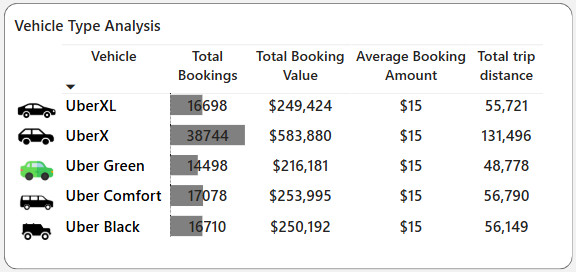 Vehicle Type Analysis
Vehicle Total Bookings Total Booking Value Average Booking Amount Total trip distance
UberXL 16698 $249,424 $15 55,721
UberX 38744 $583,880 $15 131,496
Uber Green 14498 $216,181 $15 48,778
Uber Comfort 17078 $253,995 $15 56,790
Uber Black 16710 $250,192 $15 56,149